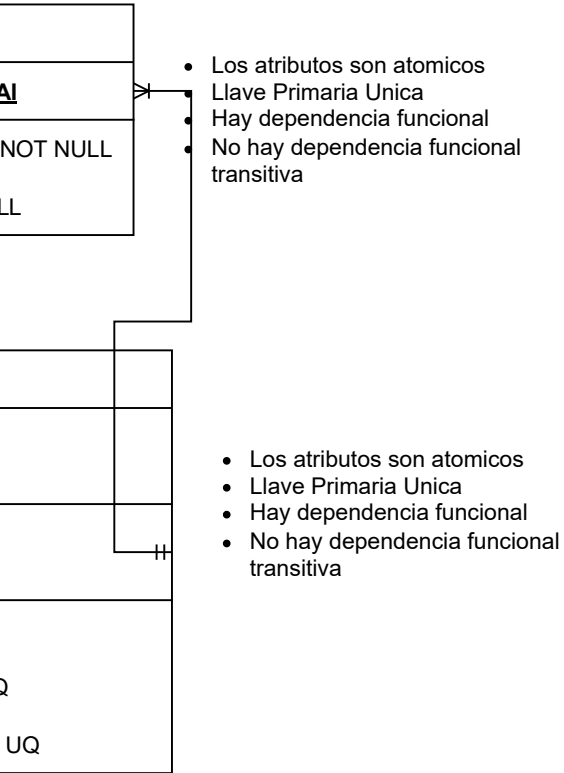 AI
NOT NULL
LL
• Los atributos son atomicos
• Llave Primaria Unica
• Hay dependencia funcional
• No hay dependencia funcional
transitiva
• Los atributos son atomicos
• Llave Primaria Unica
• Hay dependencia funcional
• No hay dependencia funcional
transitiva
Q
UQ